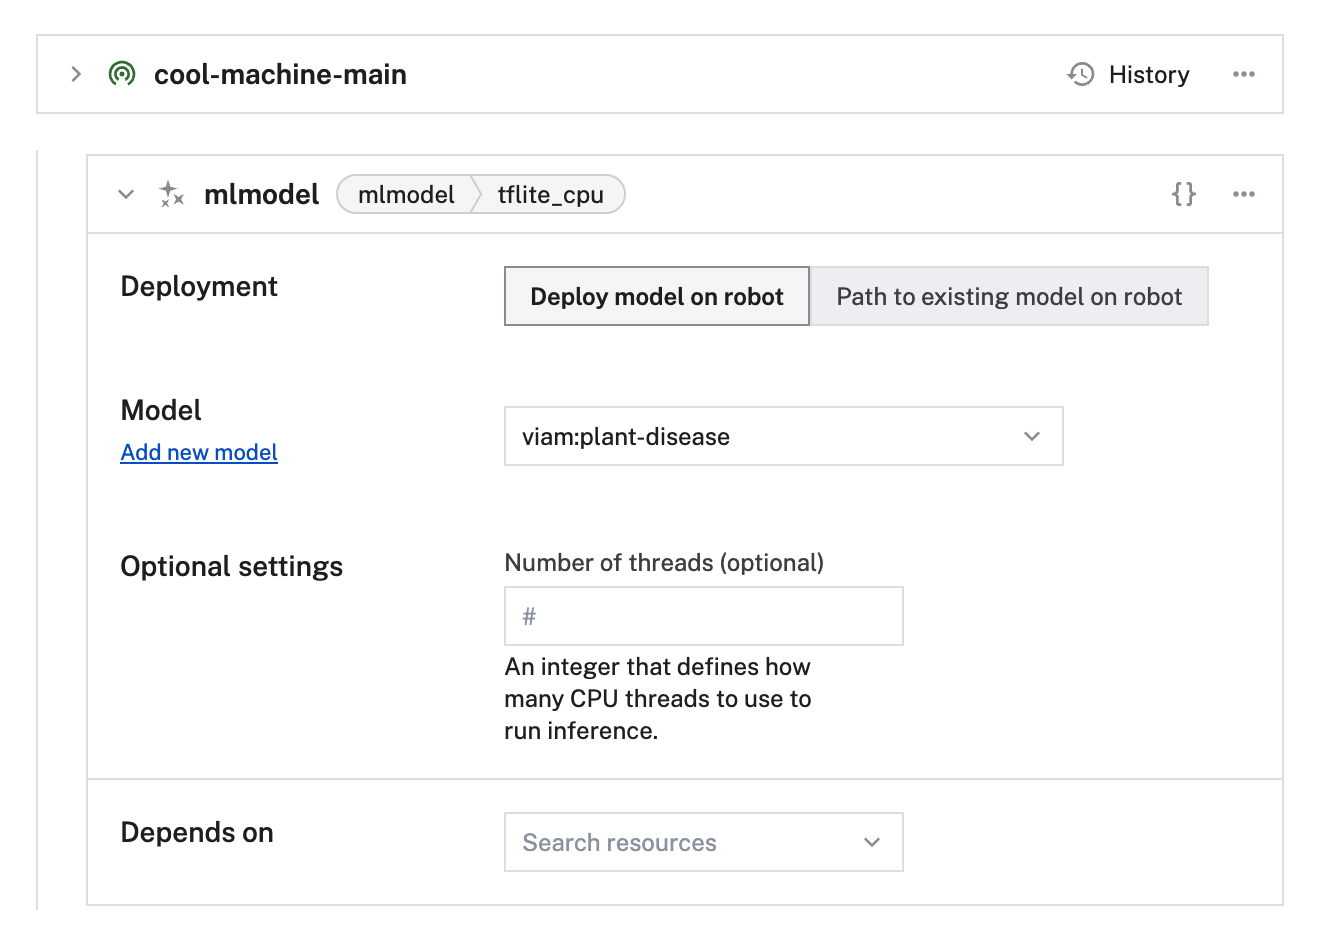 cool-machine-main
History
mlmodel
mlmodel
tflite_cpu
{}
Deployment
Deploy model on robot
Path to existing model on robot
Model
Add new model
viam:plant-disease
Optional settings
Number of threads (optional)
#
An integer that defines how
many CPU threads to use to
run inference.
Depends on
Search resources